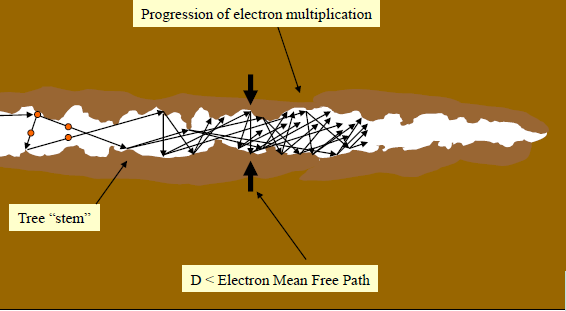 Progression of electron multiplication
Tree “stem”
D < Electron Mean Free Path